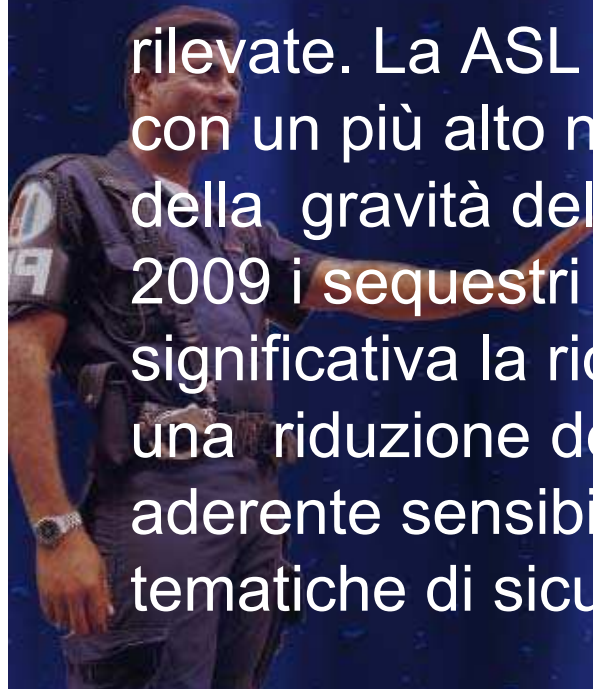 rilevate. La ASL
con un più alto n
della gravità del
2009 i sequestri
significativa la ri
una riduzione d
aderente sensibi
tematiche di sicu